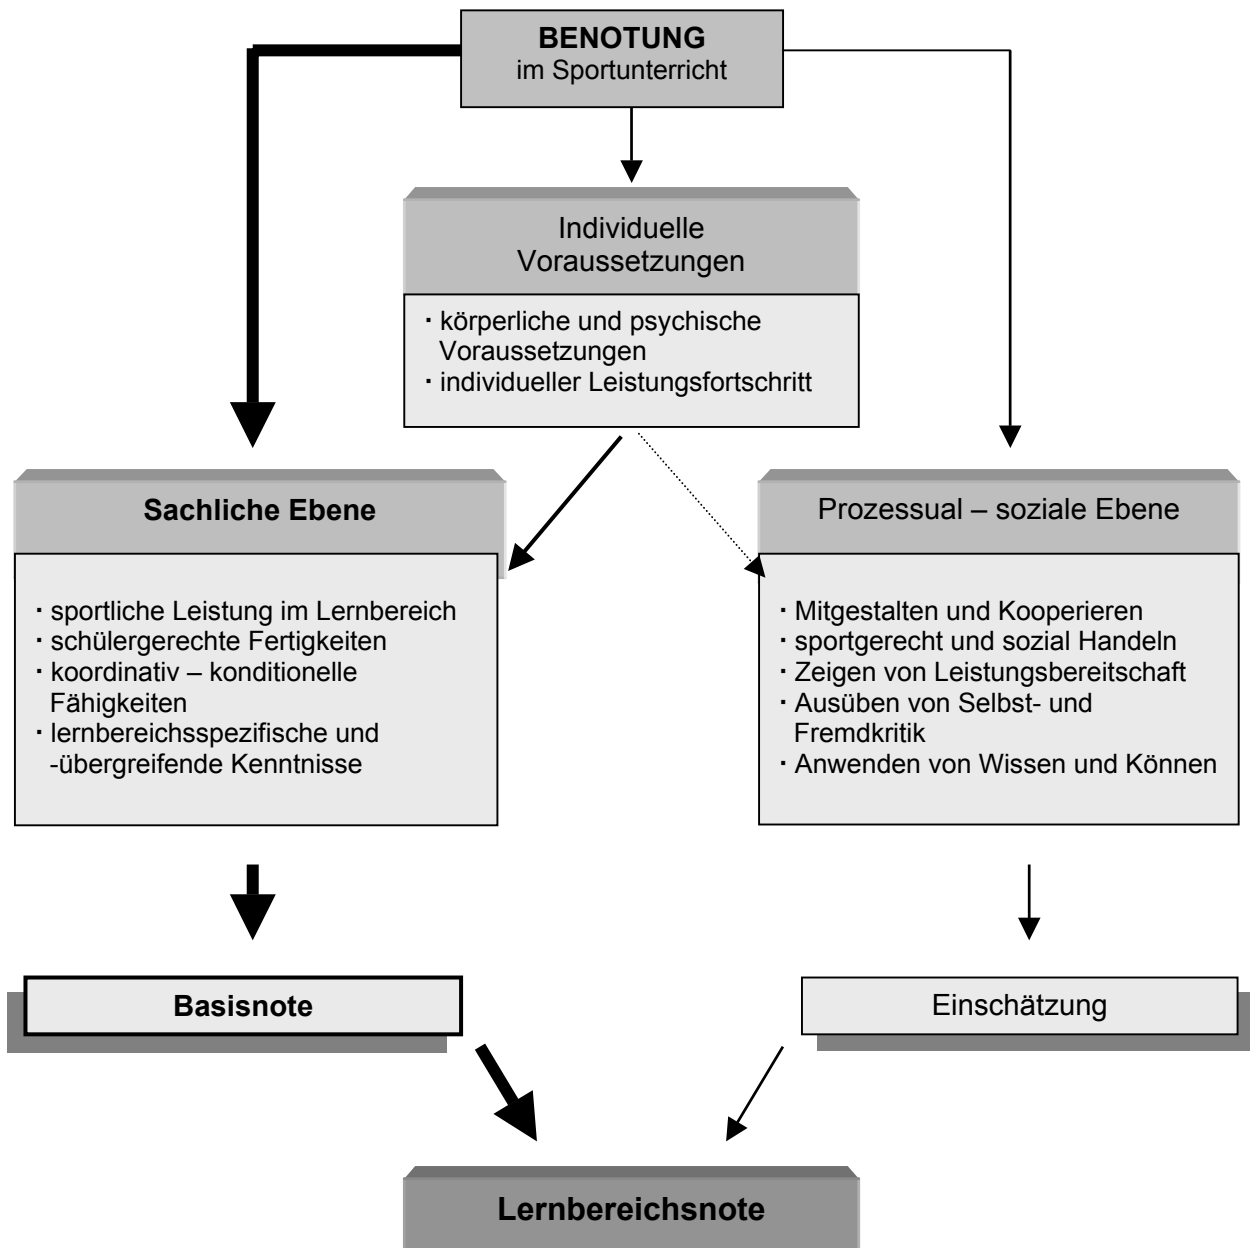 BENOTUNG
im Sportunterricht
Individuelle
Voraussetzungen
· körperliche und psychische
Voraussetzungen
· individueller Leistungsfortschritt
Sachliche Ebene
· sportliche Leistung im Lernbereich
· schülergerechte Fertigkeiten
· koordinativ – konditionelle
Fähigkeiten
· lernbereichsspezifische und
-übergreifende Kenntnisse
Prozessual – soziale Ebene
· Mitgestalten und Kooperieren
· sportgerecht und sozial Handeln
· Zeigen von Leistungsbereitschaft
· Ausüben von Selbst- und
Fremdkritik
· Anwenden von Wissen und Können
Basisnote
Einschätzung
Lernbereichsnote